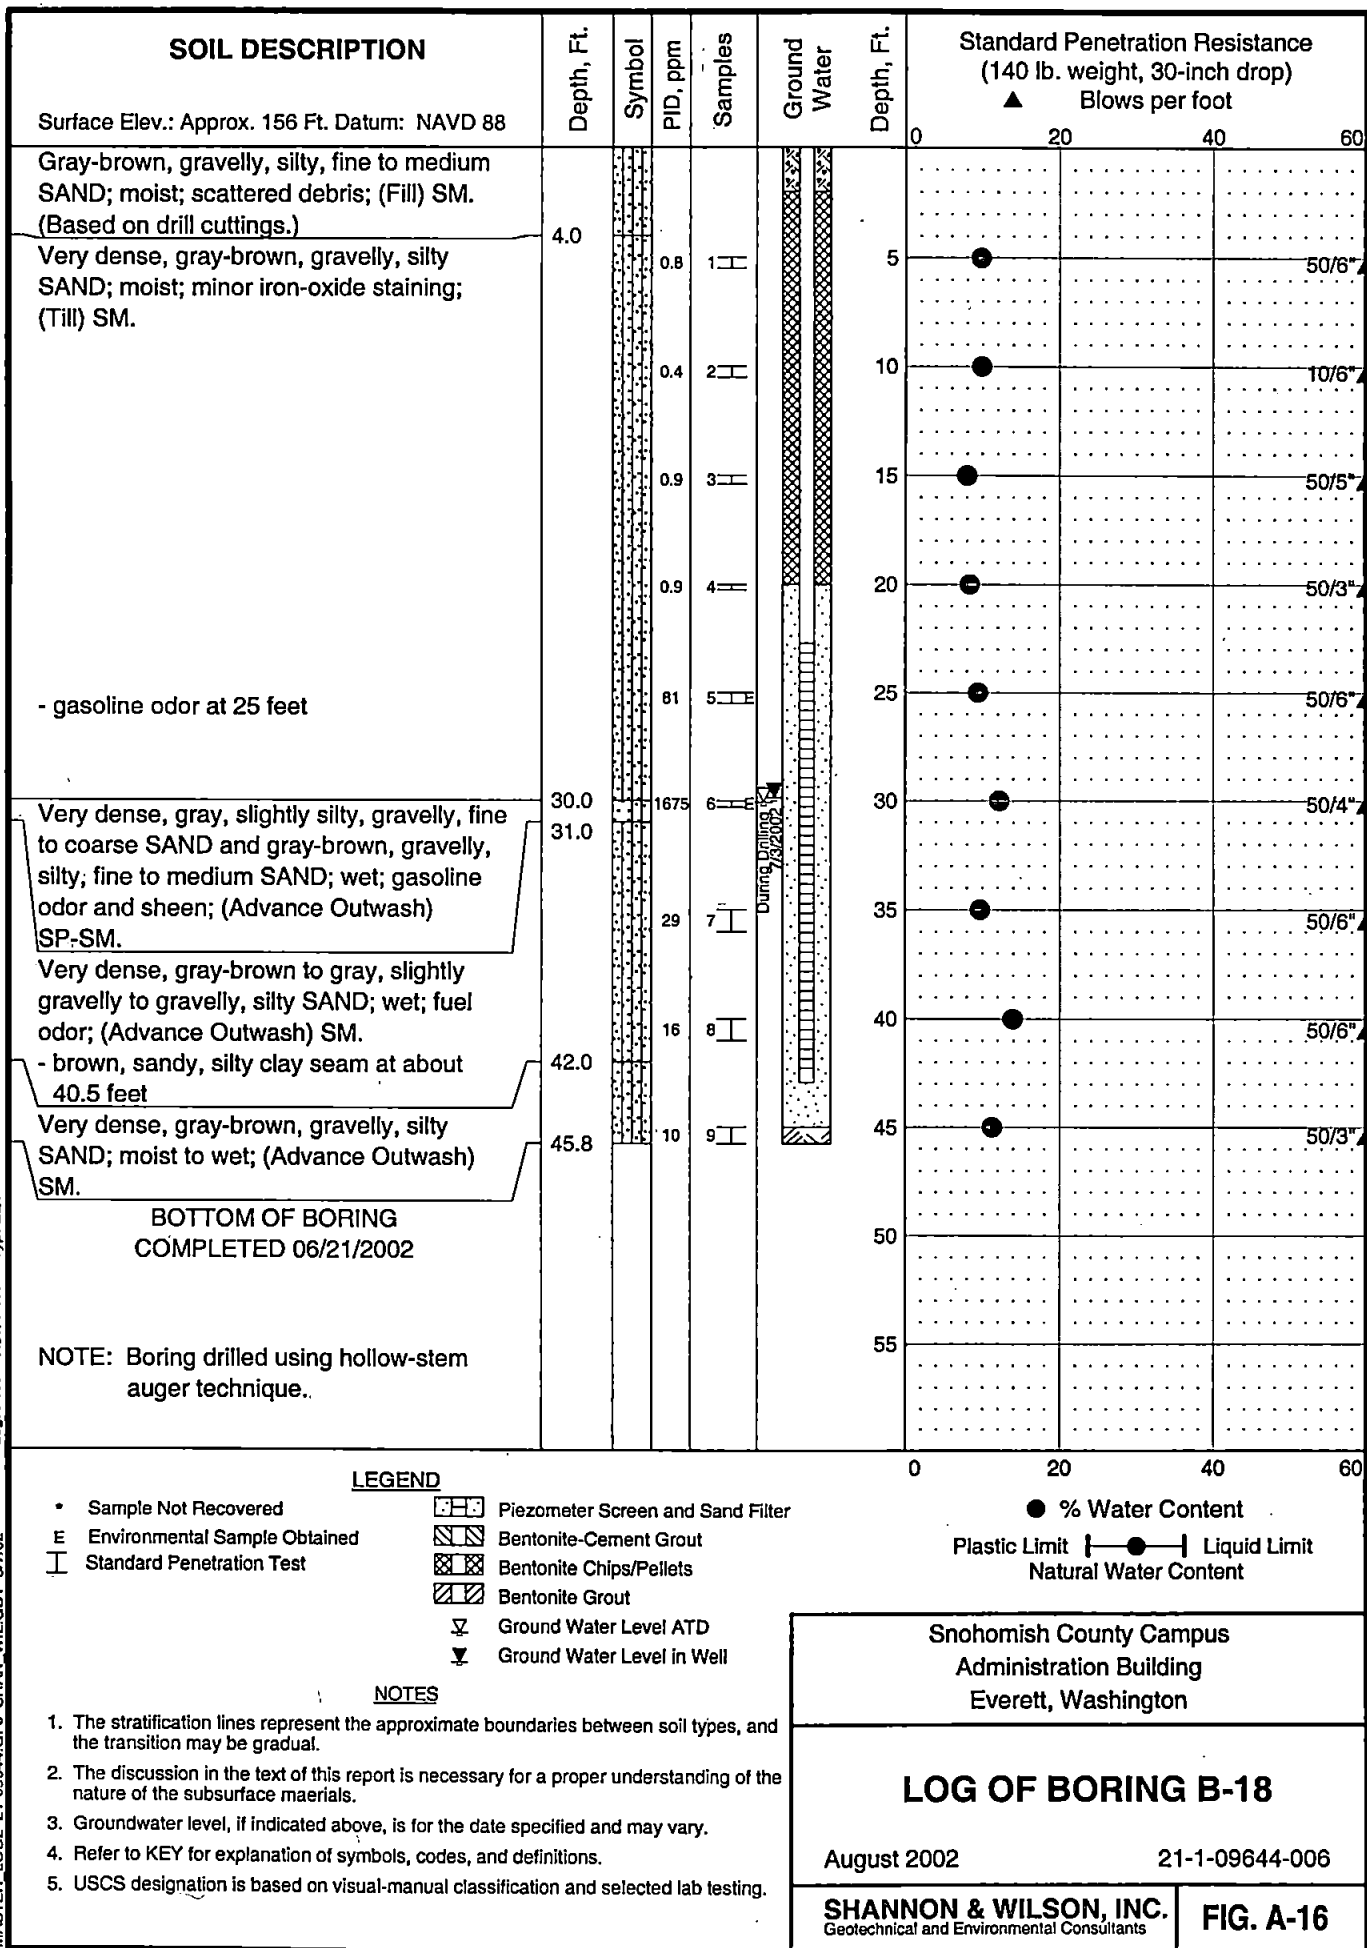 SOIL DESCRIPTION
Surface Elev.: Approx. 156 Ft. Datum: NAVD 88
Depth, Ft.
Symbol
PID, ppm
Samples
Ground
Water
Depth, Ft.
Standard Penetration Resistance
(140 lb. weight, 30-inch drop)
▲ Blows per foot
0 20 40 60
Gray-brown, gravelly, silty, fine to medium
SAND; moist; scattered debris; (Fill) SM.
(Based on drill cuttings.)
4.0
Very dense, gray-brown, gravelly, silty
SAND; moist; minor iron-oxide staining;
(Till) SM.
0.8 1 5 50/6"
0.4 2 10 10/6"
0.9 3 15 50/5"
0.9 4 20 50/3"
- gasoline odor at 25 feet
81 5 E 25 50/6"
30.0 1675 6 E 30 50/4"
During Drilling
7/3/2002
Very dense, gray, slightly silty, gravelly, fine
to coarse SAND and gray-brown, gravelly,
silty; fine to medium SAND; wet; gasoline
odor and sheen; (Advance Outwash)
SP-SM.
31.0
29 7 35 50/6"
Very dense, gray-brown to gray, slightly
gravelly to gravelly, silty SAND; wet; fuel
odor; (Advance Outwash) SM.
- brown, sandy, silty clay seam at about
40.5 feet
16 8 40 50/6"
42.0
Very dense, gray-brown, gravelly, silty
SAND; moist to wet; (Advance Outwash)
SM.
10 9 45 50/3"
45.8
BOTTOM OF BORING
COMPLETED 06/21/2002
50
55
NOTE: Boring drilled using hollow-stem
auger technique.
0 20 40 60
LEGEND
* Sample Not Recovered
E Environmental Sample Obtained
Standard Penetration Test
Piezometer Screen and Sand Filter
Bentonite-Cement Grout
Bentonite Chips/Pellets
Bentonite Grout
Ground Water Level ATD
Ground Water Level in Well
● % Water Content
Plastic Limit Liquid Limit
Natural Water Content
NOTES
1. The stratification lines represent the approximate boundaries between soil types, and
the transition may be gradual.
2. The discussion in the text of this report is necessary for a proper understanding of the
nature of the subsurface maerials.
3. Groundwater level, if indicated above, is for the date specified and may vary.
4. Refer to KEY for explanation of symbols, codes, and definitions.
5. USCS designation is based on visual-manual classification and selected lab testing.
Snohomish County Campus
Administration Building
Everett, Washington
LOG OF BORING B-18
August 2002 21-1-09644-006
SHANNON & WILSON, INC.
Geotechnical and Environmental Consultants
FIG. A-16